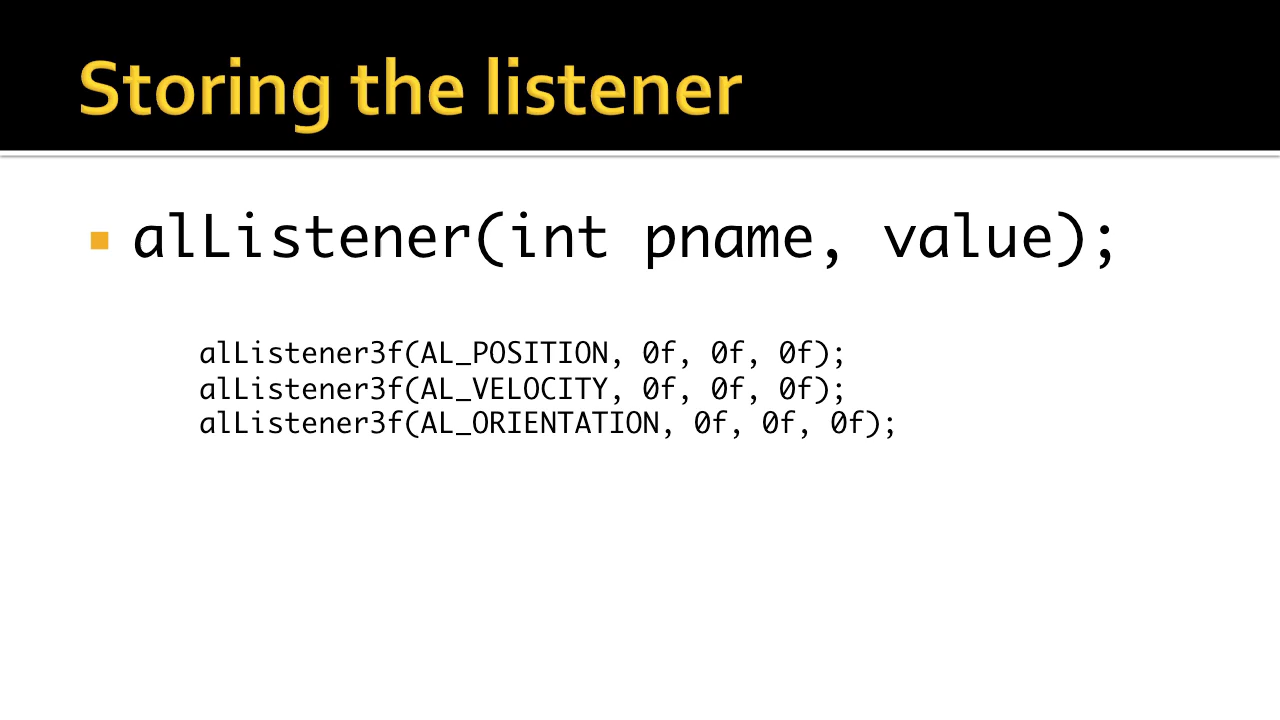 Storing the listener
alListener(int pname, value);
alListener3f(AL_POSITION, 0f, 0f, 0f);
alListener3f(AL_VELOCITY, 0f, 0f, 0f);
alListener3f(AL_ORIENTATION, 0f, 0f, 0f);